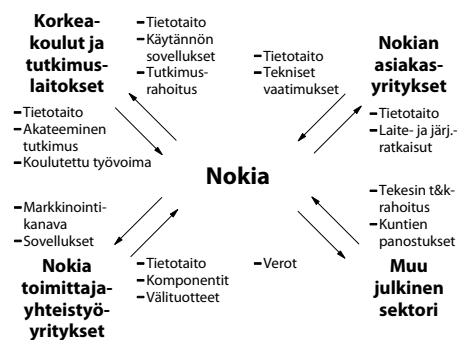 Korkea-
koulut ja
tutkimus-
laitokset
– Tietotaito
– Käytännön
sovellukset
– Tutkimus-
rahoitus
– Tietotaito
– Tekniset
vaatimukset
Nokian
asiakas-
yritykset
– Tietotaito
– Akateeminen
tutkimus
– Koulutettu työvoima
– Tietotaito
– Laite- ja järj.-
ratkaisut
Nokia
– Markkinointi-
kanava
– Sovellukset
– Tekesin t&k-
rahoitus
– Kuntien
panostukset
Nokia
toimittaja-
yhteistyö-
yritykset
– Tietotaito
– Komponentit
– Välituotteet
– Verot
Muu
julkinen
sektori